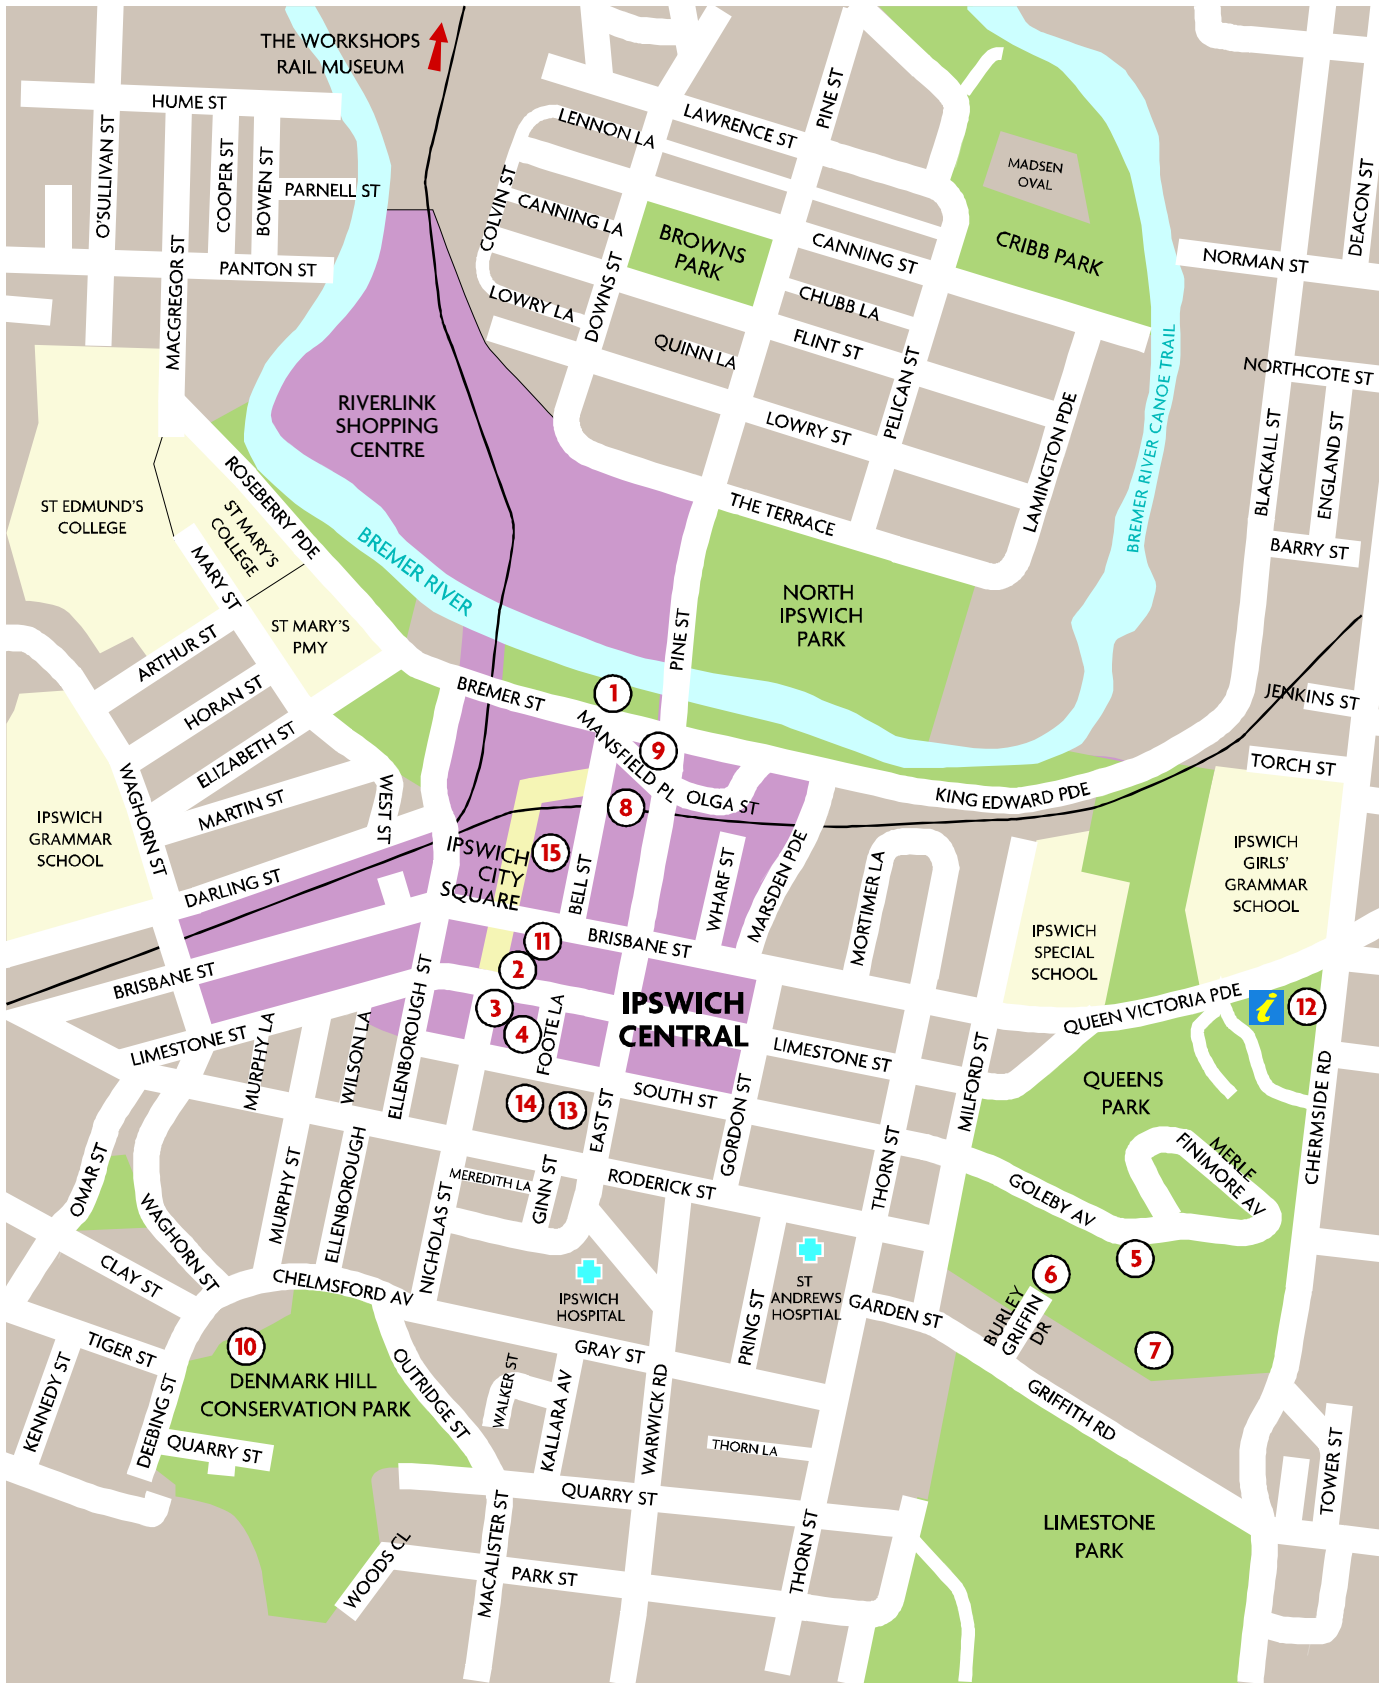 THE WORKSHOPS
RAIL MUSEUM
HUME ST
O'SULLIVAN ST
COOPER ST
BOWEN ST
PARNELL ST
MACGREGOR ST
PANTON ST
LENNON LA
LAWRENCE ST
PINE ST
COLVIN ST
CANNING LA
BROWNS
PARK
DOWNS ST
LOWRY LA
CANNING ST
CHUBB LA
FLINT ST
QUINN LA
PELICAN ST
LOWRY ST
LAMINGTON PDE
THE TERRACE
MADSEN
OVAL
CRIBB PARK
DEACON ST
NORMAN ST
BREMER RIVER CANOE TRAIL
NORTHCOTE ST
BLACKALL ST
ENGLAND ST
BARRY ST
RIVERLINK
SHOPPING
CENTRE
ST EDMUND'S
COLLEGE
ROSEBERRY PDE
ST MARY'S
COLLEGE
MARY ST
ST MARY'S
PMY
BREMER RIVER
NORTH
IPSWICH
PARK
PINE ST
ARTHUR ST
HORAN ST
ELIZABETH ST
MARTIN ST
WAGHORN ST
WEST ST
DARLING ST
BREMER ST
1
MANSFIELD PL
9
8
OLGA ST
KING EDWARD PDE
JENKINS ST
TORCH ST
IPSWICH
GRAMMAR
SCHOOL
IPSWICH
CITY
SQUARE
15
BELL ST
WHARF ST
MARSDEN PDE
MORTIMER LA
IPSWICH
GIRLS'
GRAMMAR
SCHOOL
IPSWICH
SPECIAL
SCHOOL
BRISBANE ST
BRISBANE ST
11
2
3
4
FOOTE LA
IPSWICH
CENTRAL
QUEEN VICTORIA PDE
i
12
LIMESTONE ST
MURPHY LA
WILSON LA
ELLENBOROUGH ST
LIMESTONE ST
MILFORD ST
QUEENS
PARK
CHERMSIDE RD
14
13
EAST ST
SOUTH ST
GORDON ST
THORN ST
OMAR ST
WAGHORN ST
MURPHY ST
ELLENBOROUGH
NICHOLAS ST
MEREDITH LA
GINN ST
RODERICK ST
GOLEBY AV
MERLE
FINIMORE AV
5
6
7
BURLEY
GRIFFIN
DR
CLAY ST
CHELMSFORD AV
IPSWICH
HOSPITAL
ST
ANDREWS
HOSPTIAL
PRING ST
GARDEN ST
TIGER ST
KENNEDY ST
DEEBING ST
10
DENMARK HILL
CONSERVATION PARK
QUARRY ST
OUTRIDGE ST
WALKER ST
KALLARA AV
GRAY ST
WARWICK RD
THORN LA
GRIFFITH RD
TOWER ST
QUARRY ST
LIMESTONE
PARK
WOODS CL
MACALISTER ST
PARK ST
THORN ST